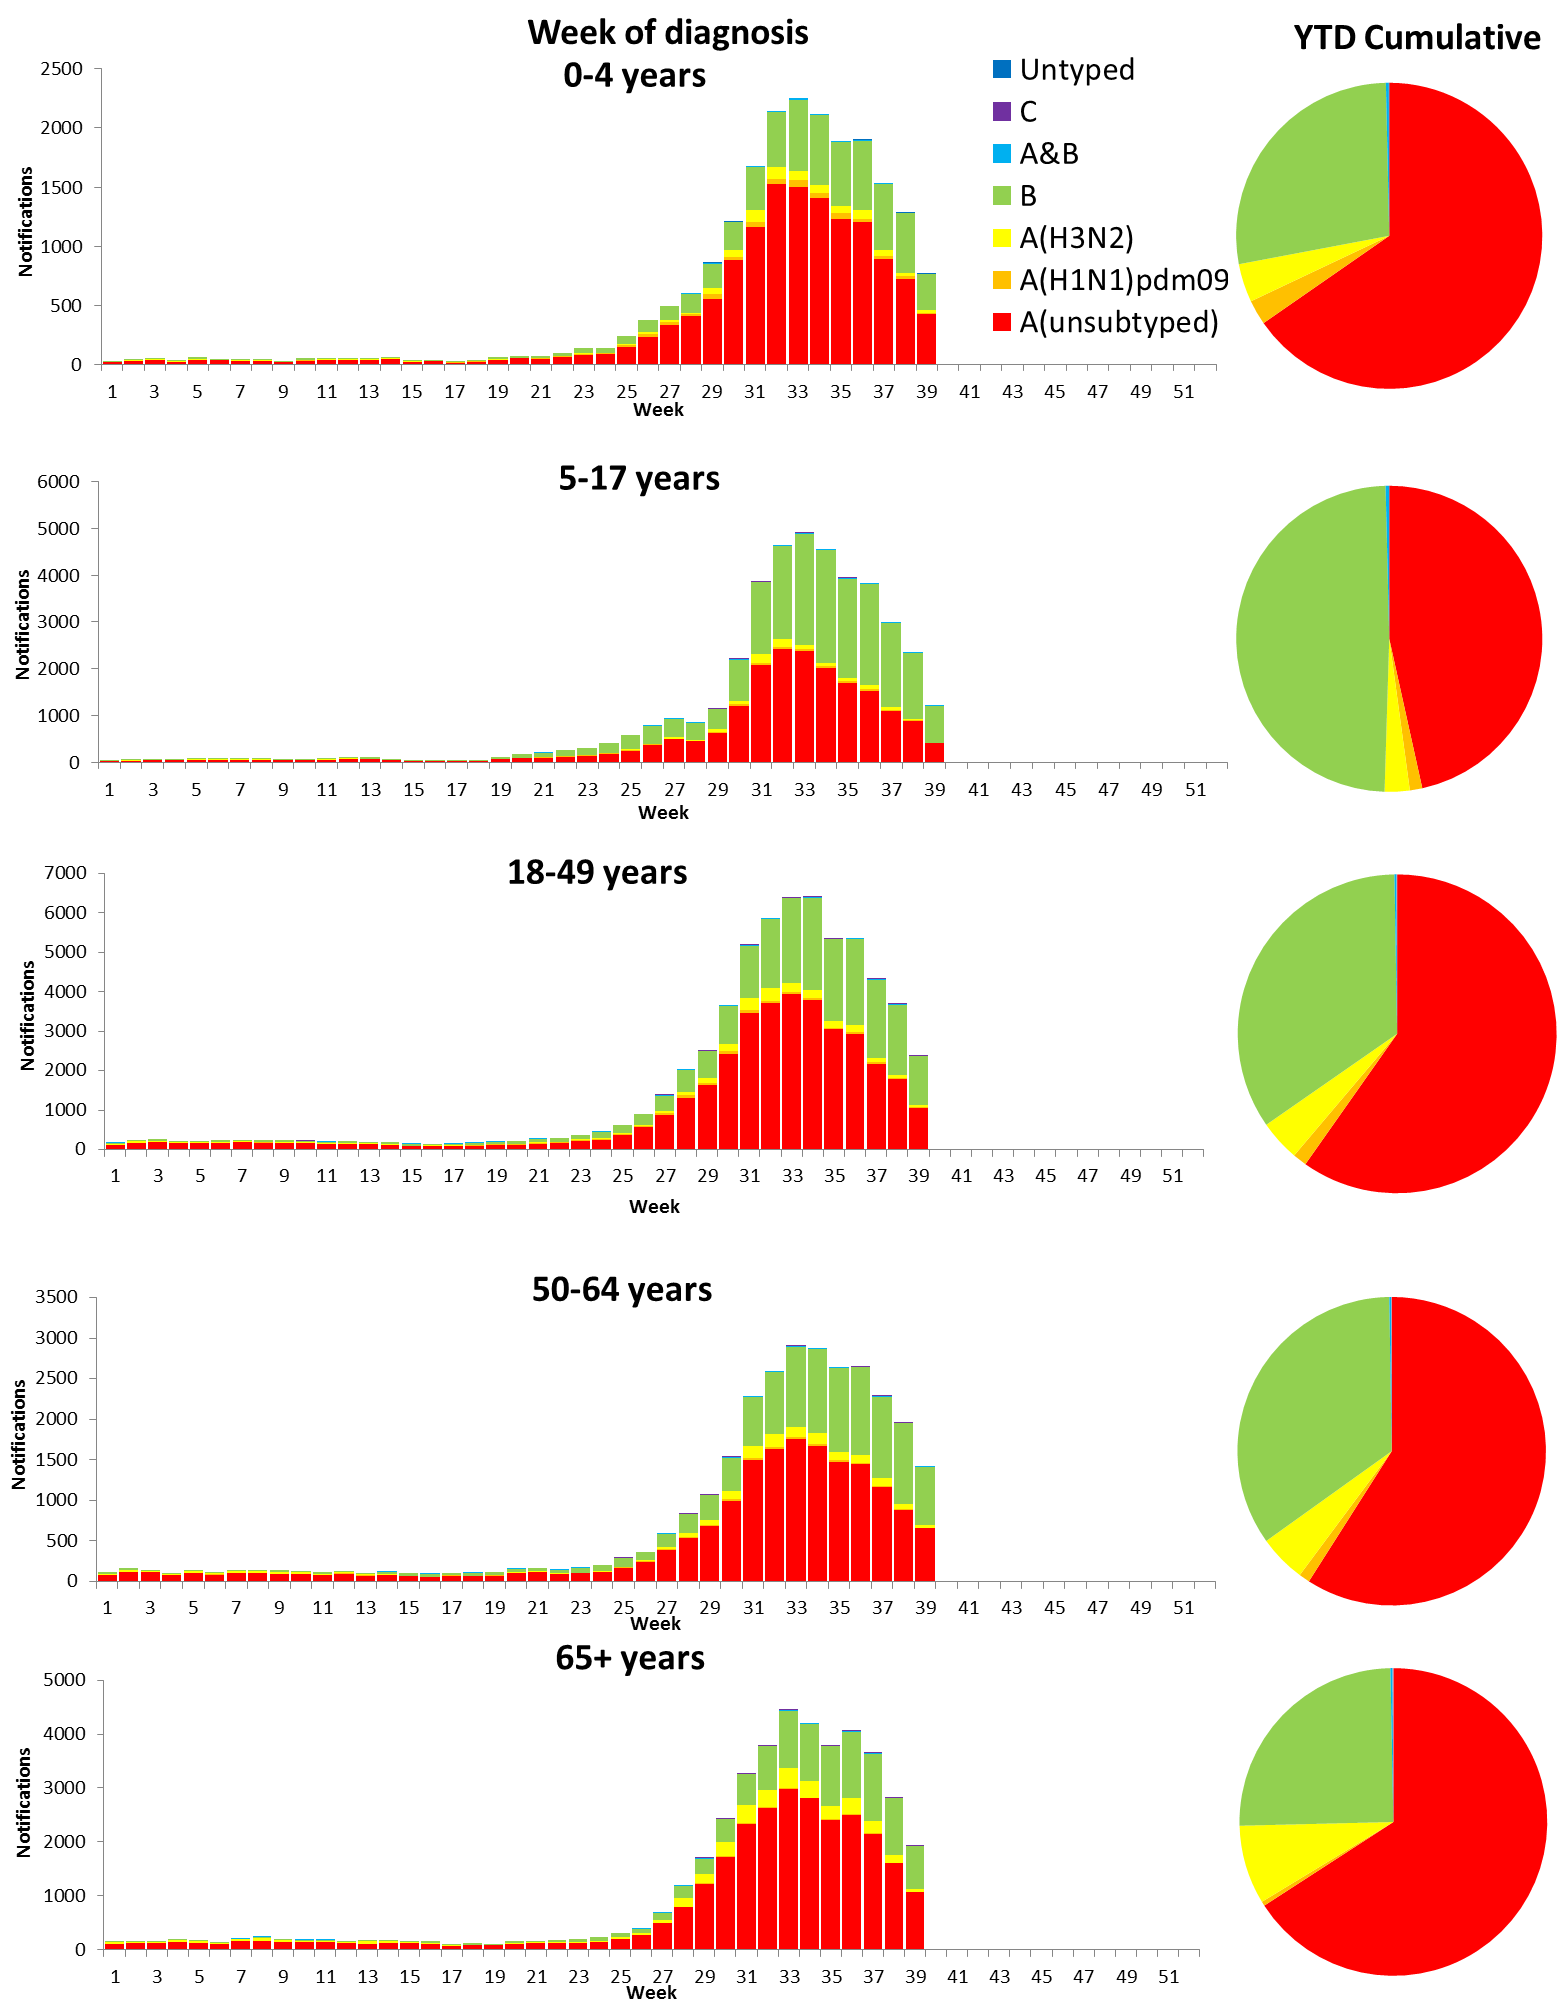 Week of diagnosis
YTD Cumulative
0-4 years
Untyped
C
A&B
B
A(H3N2)
A(H1N1)pdm09
A(unsubtyped)
Notifications
2500
2000
1500
1000
500
0
1 3 5 7 9 11 13 15 17 19 21 23 25 27 29 31 33 35 37 39 41 43 45 47 49 51
Week
5-17 years
Notifications
6000
5000
4000
3000
2000
1000
0
1 3 5 7 9 11 13 15 17 19 21 23 25 27 29 31 33 35 37 39 41 43 45 47 49 51
Week
18-49 years
Notifications
7000
6000
5000
4000
3000
2000
1000
0
1 3 5 7 9 11 13 15 17 19 21 23 25 27 29 31 33 35 37 39 41 43 45 47 49 51
Week
50-64 years
Notifications
3500
3000
2500
2000
1500
1000
500
0
1 3 5 7 9 11 13 15 17 19 21 23 25 27 29 31 33 35 37 39 41 43 45 47 49 51
Week
65+ years
Notifications
5000
4000
3000
2000
1000
0
1 3 5 7 9 11 13 15 17 19 21 23 25 27 29 31 33 35 37 39 41 43 45 47 49 51
Week